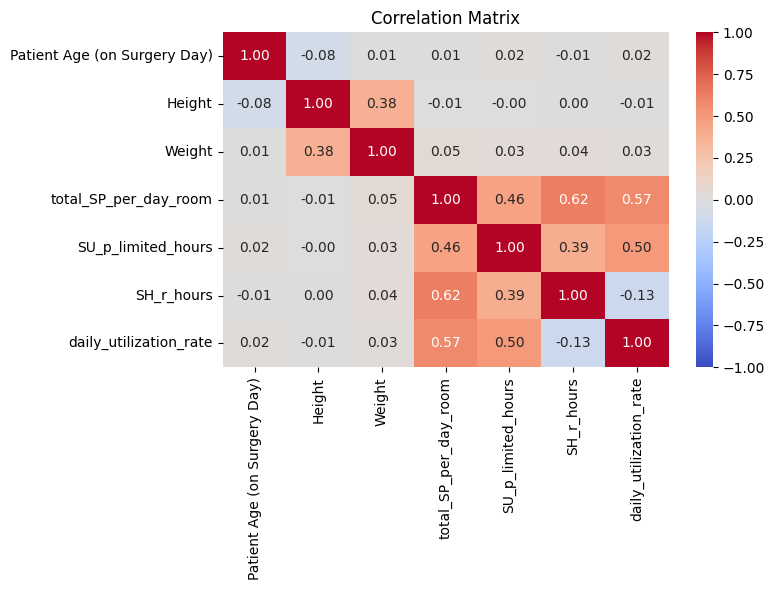 Correlation Matrix
Patient Age (on Surgery Day) 1.00 -0.08 0.01 0.01 0.02 -0.01 0.02
Height -0.08 1.00 0.38 -0.01 -0.00 0.00 -0.01
Weight 0.01 0.38 1.00 0.05 0.03 0.04 0.03
total_SP_per_day_room 0.01 -0.01 0.05 1.00 0.46 0.62 0.57
SU_p_limited_hours 0.02 -0.00 0.03 0.46 1.00 0.39 0.50
SH_r_hours -0.01 0.00 0.04 0.62 0.39 1.00 -0.13
daily_utilization_rate 0.02 -0.01 0.03 0.57 0.50 -0.13 1.00
Patient Age (on Surgery Day)
Height
Weight
total_SP_per_day_room
SU_p_limited_hours
SH_r_hours
daily_utilization_rate
1.00
0.75
0.50
0.25
0.00
−0.25
−0.50
−0.75
−1.00